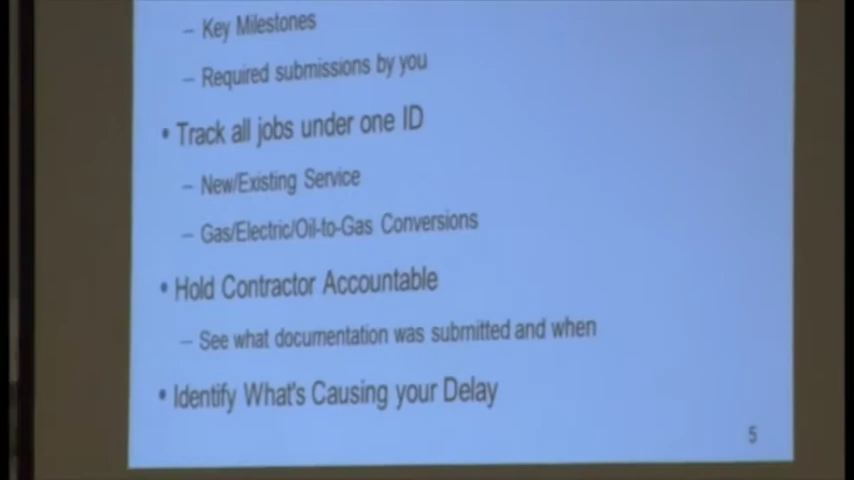 – Key Milestones
– Required submissions by you
• Track all jobs under one ID
– New/Existing Service
– Gas/Electric/Oil-to-Gas Conversions
• Hold Contractor Accountable
– See what documentation was submitted and when
• Identify What's Causing your Delay
5